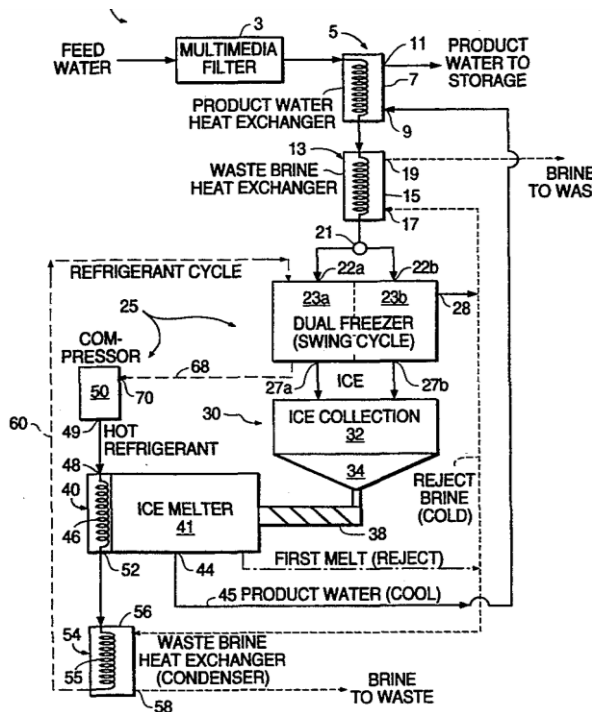 3
5
FEED
WATER
MULTIMEDIA
FILTER
11
PRODUCT
WATER TO
STORAGE
7
PRODUCT WATER
HEAT EXCHANGER
9
13
WASTE BRINE
HEAT EXCHANGER
19
15
17
BRINE
TO WAST
21
REFRIGERANT CYCLE
22a
22b
23a
23b
28
25
DUAL FREEZER
(SWING CYCLE)
COM-
PRESSOR
68
70
50
27a
ICE
27b
30
ICE COLLECTION
32
60
49
HOT
REFRIGERANT
34
48
40
46
ICE MELTER
41
REJECT
BRINE
(COLD)
38
52
44
FIRST MELT (REJECT)
45 PRODUCT WATER (COOL)
56
54
55
WASTE BRINE
HEAT EXCHANGER
(CONDENSER)
58
BRINE
TO WASTE